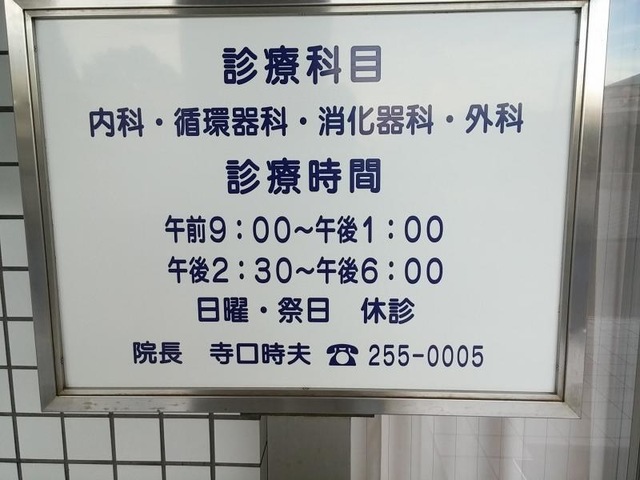 診療科目
内科・循環器科・消化器科・外科
診療時間
午前9：00～午後1：00
午後2：30～午後6：00
日曜・祭日　休診
院長　寺口時夫 ☎ 255-0005